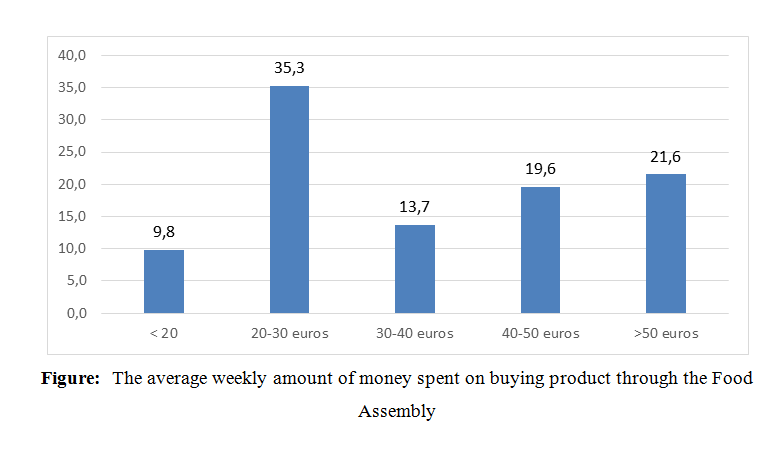 40,0
35,0
30,0
25,0
20,0
15,0
10,0
5,0
0,0
9,8
35,3
13,7
19,6
21,6
< 20
20-30 euros
30-40 euros
40-50 euros
>50 euros
Figure: The average weekly amount of money spent on buying product through the Food
Assembly